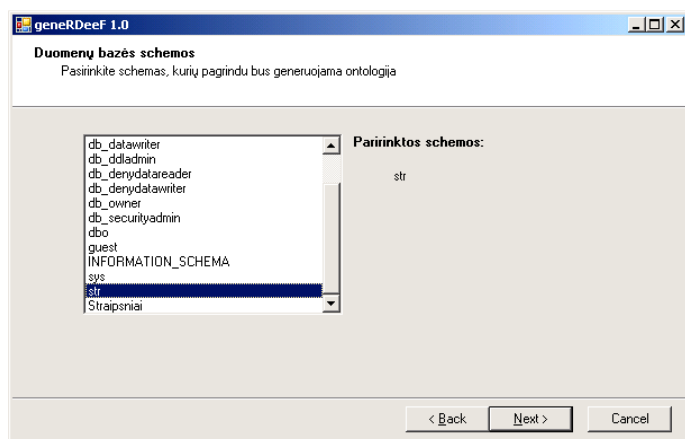 geneRDeeF 1.0
Duomenų bazės schemos
Pasirinkite schemas, kurių pagrindu bus generuojama ontologija
db_datawriter
db_ddladmin
db_denydatareader
db_denydatawriter
db_owner
db_securityadmin
dbo
guest
INFORMATION_SCHEMA
sys
str
Straipsniai
Paririnktos schemos:
str
< Back
Next >
Cancel